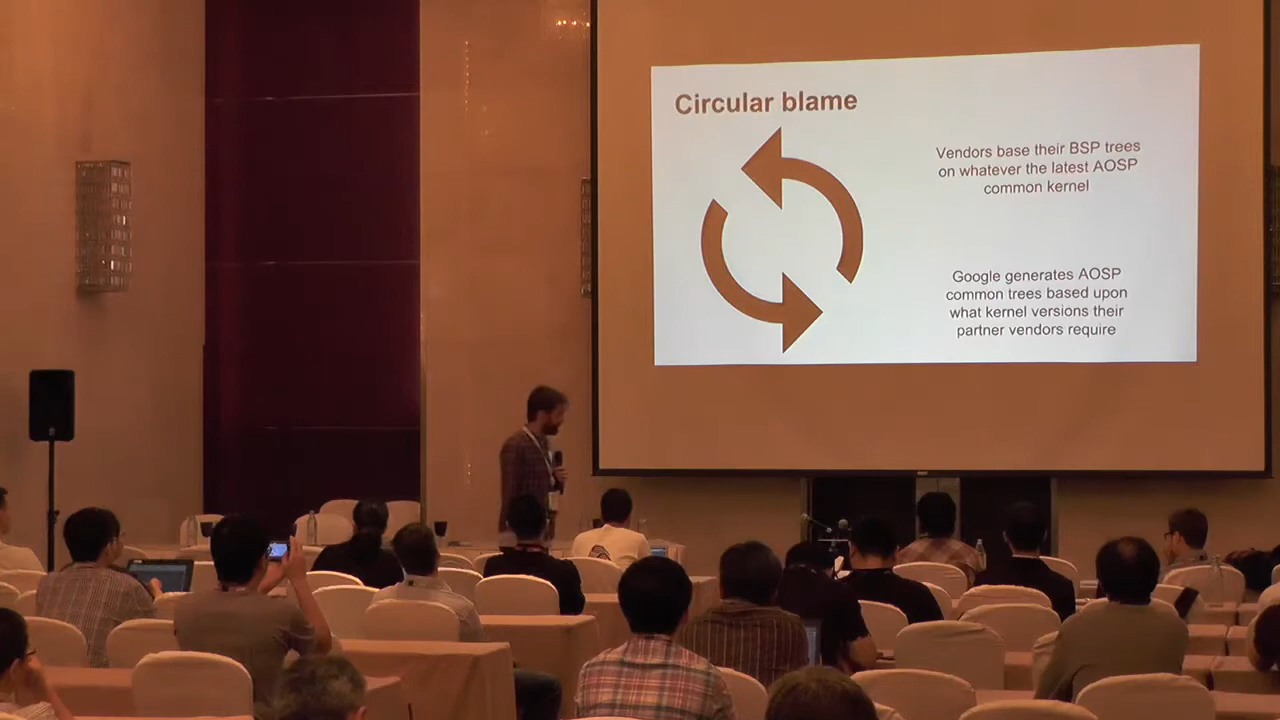 Circular blame
Vendors base their BSP trees
on whatever the latest AOSP
common kernel
Google generates AOSP
common trees based upon
what kernel versions their
partner vendors require